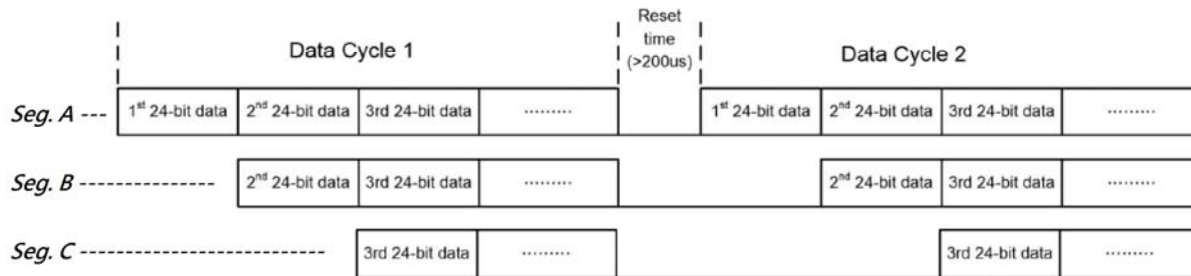 Data Cycle 1
Reset
time
(>200us)
Data Cycle 2
Seg. A ---- 1st 24-bit data 2nd 24-bit data 3rd 24-bit data ········· 1st 24-bit data 2nd 24-bit data 3rd 24-bit data ·········
Seg. B ---------------- 2nd 24-bit data 3rd 24-bit data ········· 2nd 24-bit data 3rd 24-bit data ·········
Seg. C ----------------------------- 3rd 24-bit data ········· 3rd 24-bit data ·········